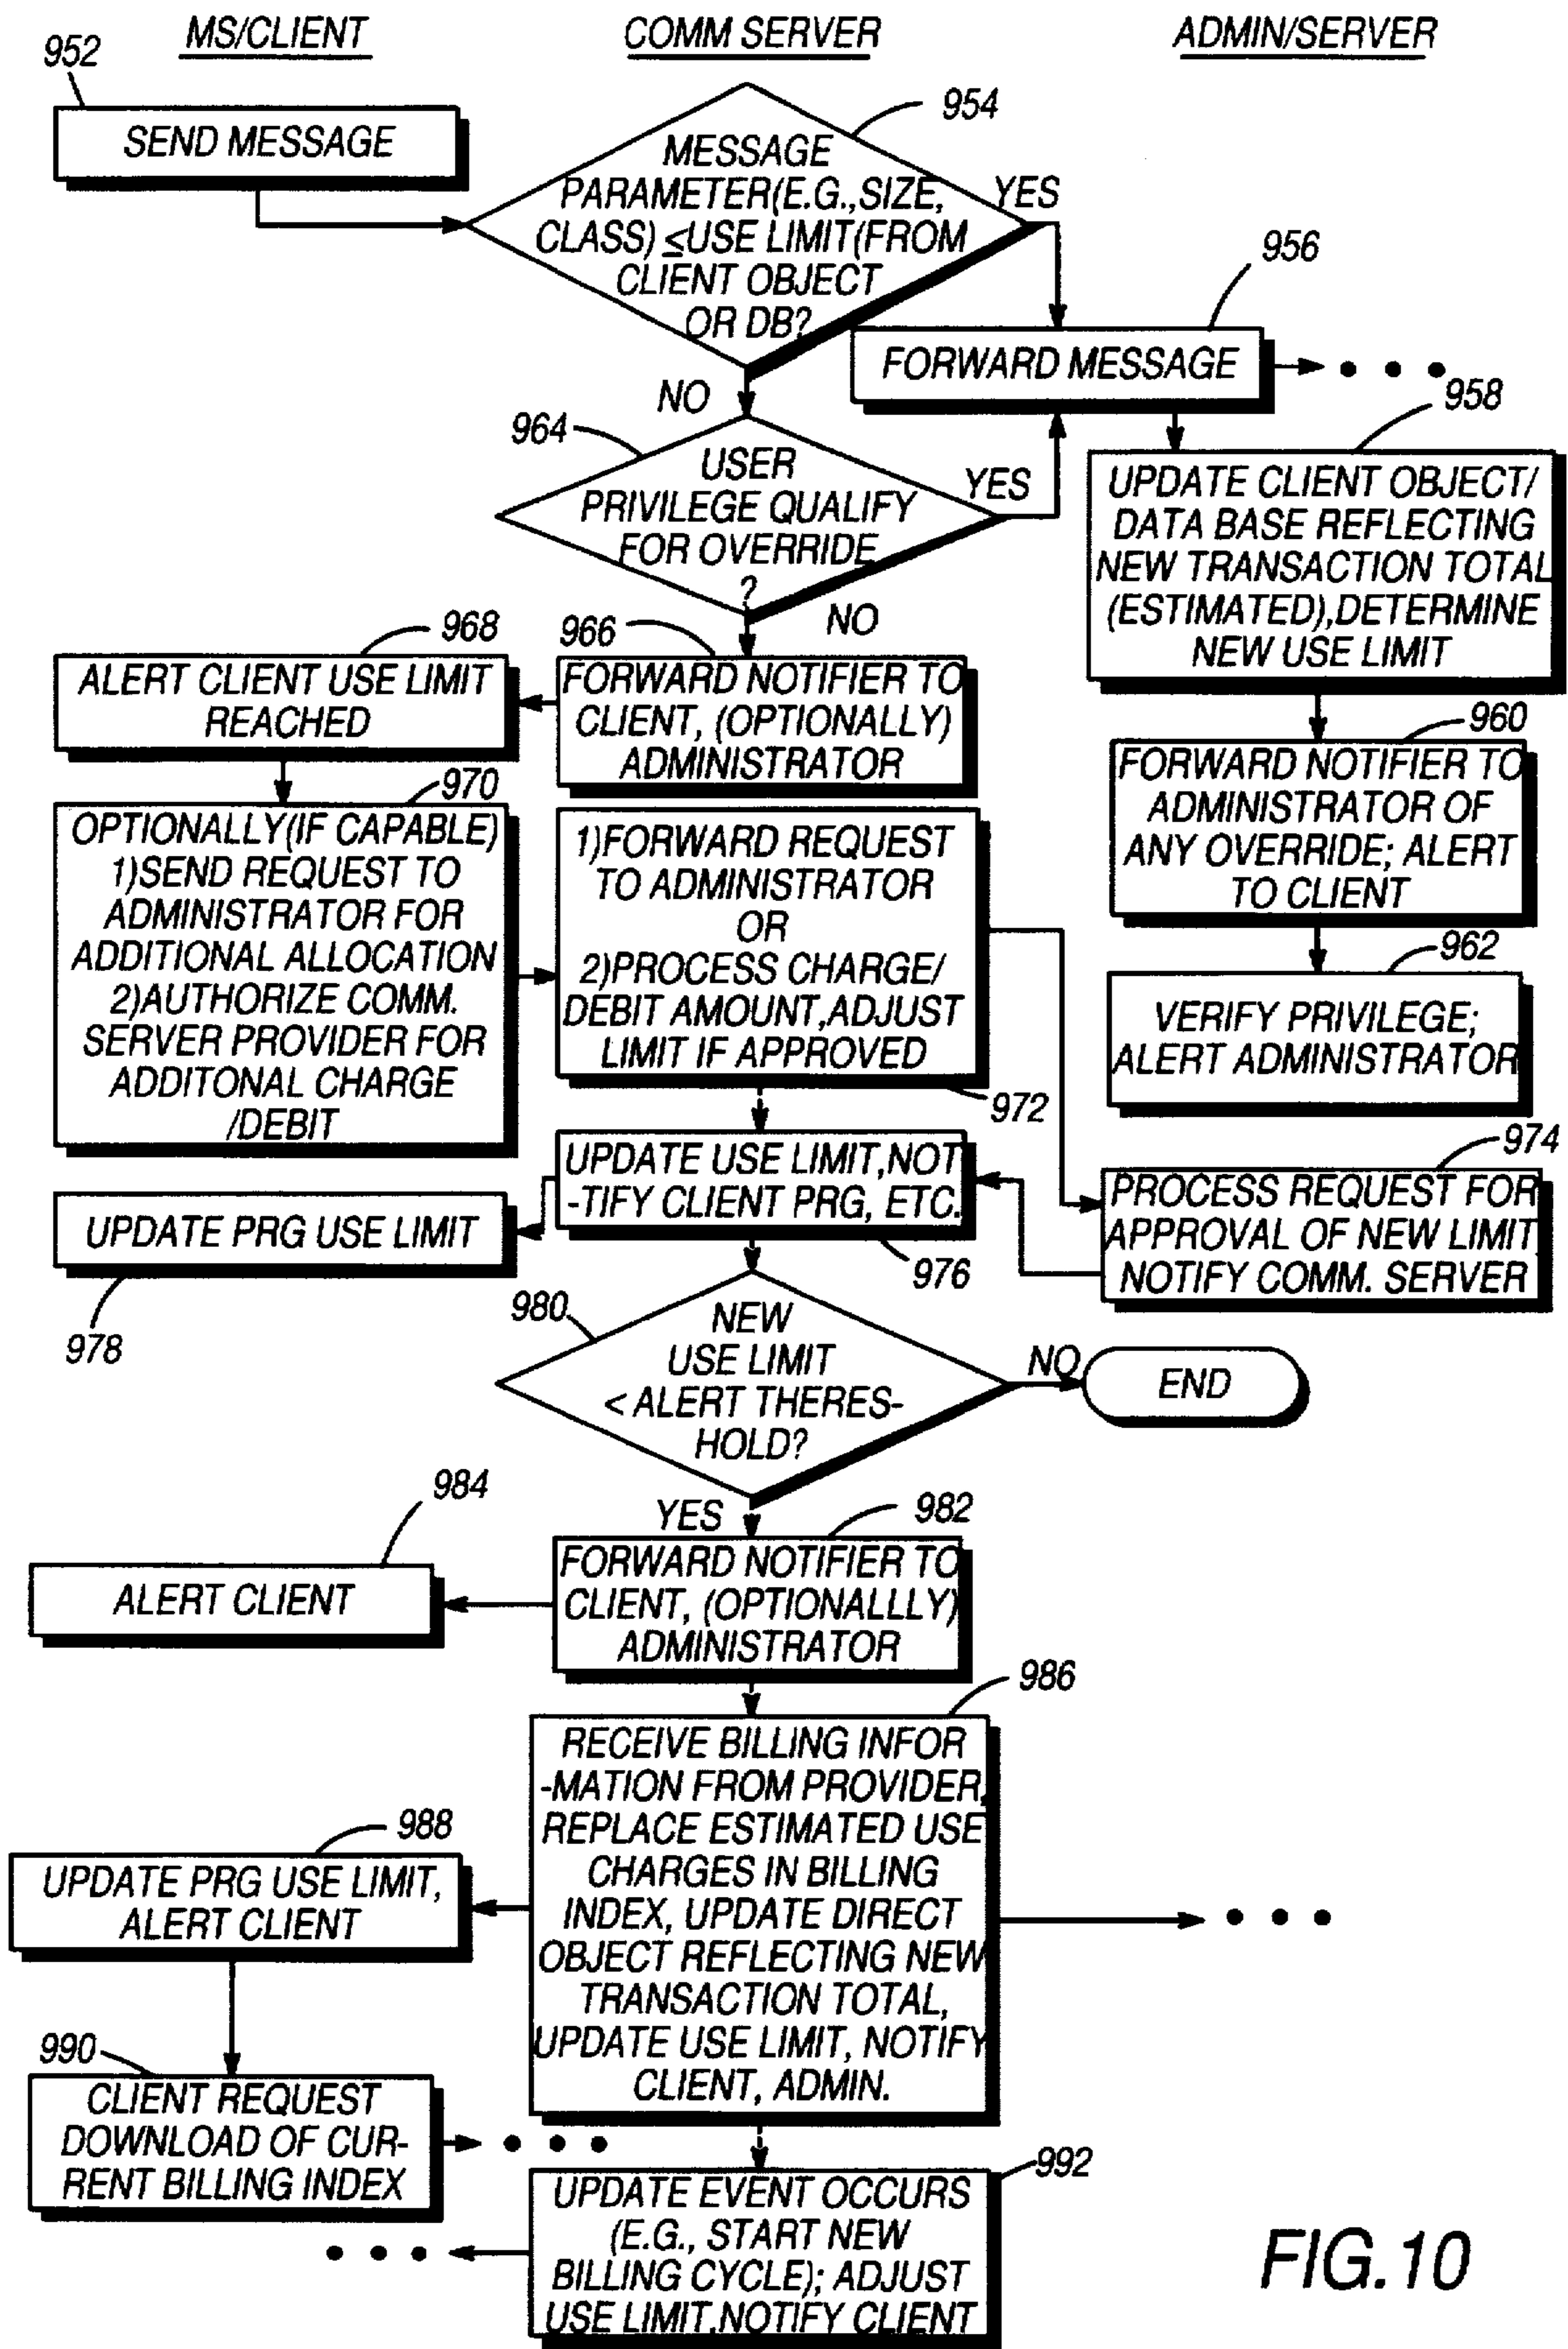 MS/CLIENT
COMM SERVER
ADMIN/SERVER
952
SEND MESSAGE
954
MESSAGE
PARAMETER(E.G.,SIZE,
CLASS) ≤USE LIMIT(FROM
CLIENT OBJECT
OR DB?
YES
NO
956
FORWARD MESSAGE
958
UPDATE CLIENT OBJECT/
DATA BASE REFLECTING
NEW TRANSACTION TOTAL
(ESTIMATED),DETERMINE
NEW USE LIMIT
964
USER
PRIVILEGE QUALIFY
FOR OVERRIDE
?
YES
NO
960
FORWARD NOTIFIER TO
ADMINISTRATOR OF
ANY OVERRIDE; ALERT
TO CLIENT
962
VERIFY PRIVILEGE;
ALERT ADMINISTRATOR
966
FORWARD NOTIFIER TO
CLIENT, (OPTIONALLY)
ADMINISTRATOR
968
ALERT CLIENT USE LIMIT
REACHED
970
OPTIONALLY(IF CAPABLE)
1)SEND REQUEST TO
ADMINISTRATOR FOR
ADDITIONAL ALLOCATION
2)AUTHORIZE COMM.
SERVER PROVIDER FOR
ADDITONAL CHARGE
/DEBIT
1)FORWARD REQUEST
TO ADMINISTRATOR
OR
2)PROCESS CHARGE/
DEBIT AMOUNT,ADJUST
LIMIT IF APPROVED
972
974
PROCESS REQUEST FOR
APPROVAL OF NEW LIMIT
NOTIFY COMM. SERVER
UPDATE USE LIMIT,NOT
-TIFY CLIENT PRG, ETC.
976
UPDATE PRG USE LIMIT
978
980
NEW
USE LIMIT
< ALERT THERES-
HOLD?
NO
END
YES
982
FORWARD NOTIFIER TO
CLIENT, (OPTIONALLLY)
ADMINISTRATOR
984
ALERT CLIENT
986
RECEIVE BILLING INFOR
-MATION FROM PROVIDER,
REPLACE ESTIMATED USE
CHARGES IN BILLING
INDEX, UPDATE DIRECT
OBJECT REFLECTING NEW
TRANSACTION TOTAL,
UPDATE USE LIMIT, NOTIFY
CLIENT, ADMIN.
988
UPDATE PRG USE LIMIT,
ALERT CLIENT
990
CLIENT REQUEST
DOWNLOAD OF CUR-
RENT BILLING INDEX
992
UPDATE EVENT OCCURS
(E.G., START NEW
BILLING CYCLE); ADJUST
USE LIMIT,NOTIFY CLIENT
FIG.10